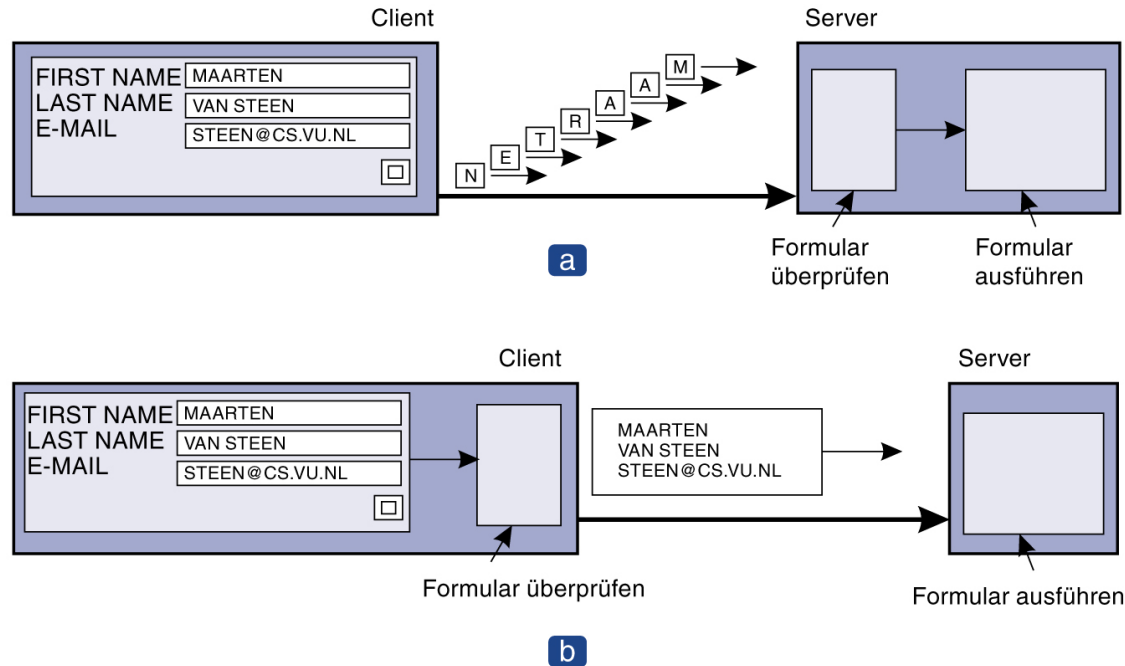 Client
Server
FIRST NAME MAARTEN
LAST NAME VAN STEEN
E-MAIL STEEN@CS.VU.NL
N E T R A A M
Formular überprüfen
Formular ausführen
a
Client
Server
FIRST NAME MAARTEN
LAST NAME VAN STEEN
E-MAIL STEEN@CS.VU.NL
MAARTEN
VAN STEEN
STEEN@CS.VU.NL
Formular überprüfen
Formular ausführen
b